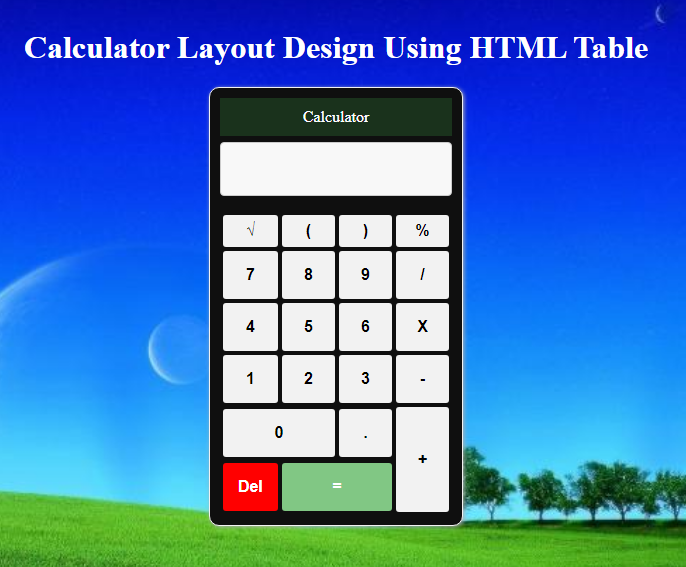 Calculator Layout Design Using HTML Table
Calculator
√ ( ) %
7 8 9 /
4 5 6 X
1 2 3 -
0 . +
Del =